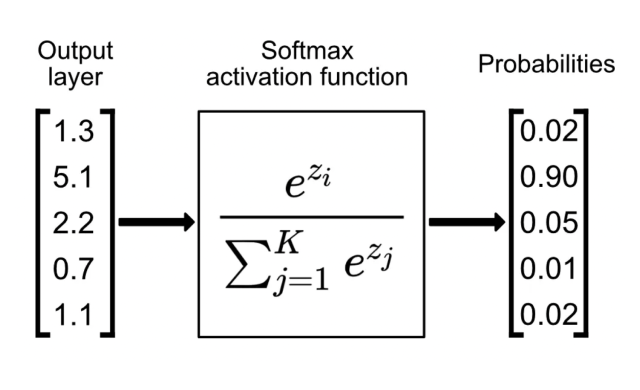 Output
layer
Softmax
activation function
Probabilities
1.3
5.1
2.2
0.7
1.1
e^{z_i}
∑_{j=1}^{K} e^{z_j}
0.02
0.90
0.05
0.01
0.02